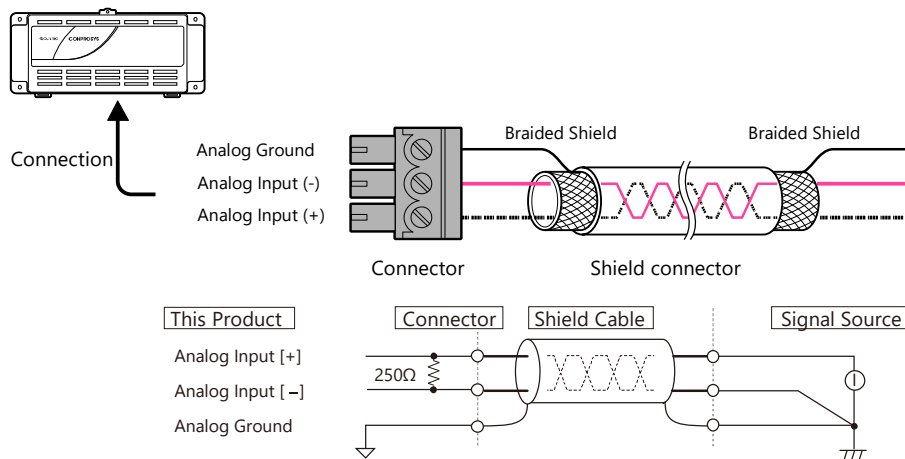 CONPROSYS
Braided Shield
Braided Shield
Connection
Analog Ground
Analog Input (-)
Analog Input (+)
Connector
Shield connector
This Product
Connector
Shield Cable
Signal Source
Analog Input [+]
250Ω
I
Analog Input [−]
Analog Ground